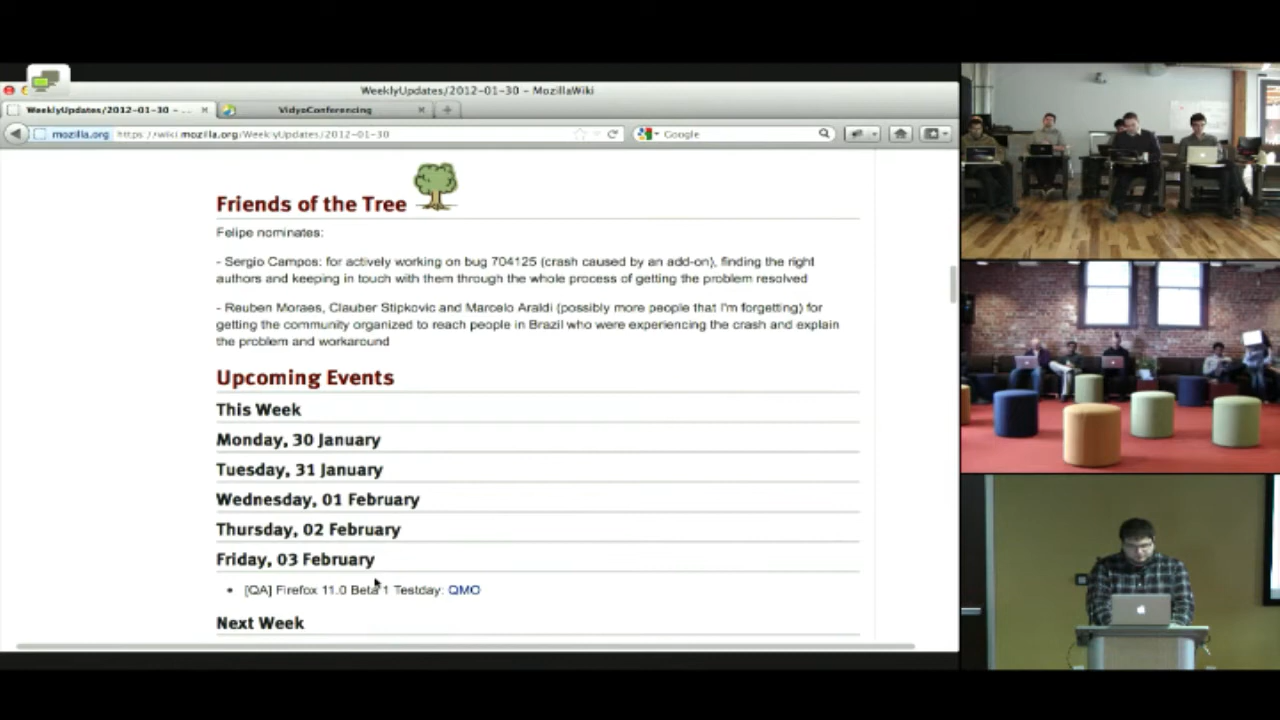 WeeklyUpdates/2012-01-30 – MozillaWiki
WeeklyUpdates/2012-01-30 – ...
VidyoConferencing
mozilla.org
https://wiki.mozilla.org/WeeklyUpdates/2012-01-30
Google
Friends of the Tree
Felipe nominates:
- Sergio Campos: for actively working on bug 704125 (crash caused by an add-on), finding the right
authors and keeping in touch with them through the whole process of getting the problem resolved
- Reuben Moraes, Clauber Stipkovic and Marcelo Araldi (possibly more people that I'm forgetting) for
getting the community organized to reach people in Brazil who were experiencing the crash and explain
the problem and workaround
Upcoming Events
This Week
Monday, 30 January
Tuesday, 31 January
Wednesday, 01 February
Thursday, 02 February
Friday, 03 February
• [QA] Firefox 11.0 Beta 1 Testday: QMO
Next Week